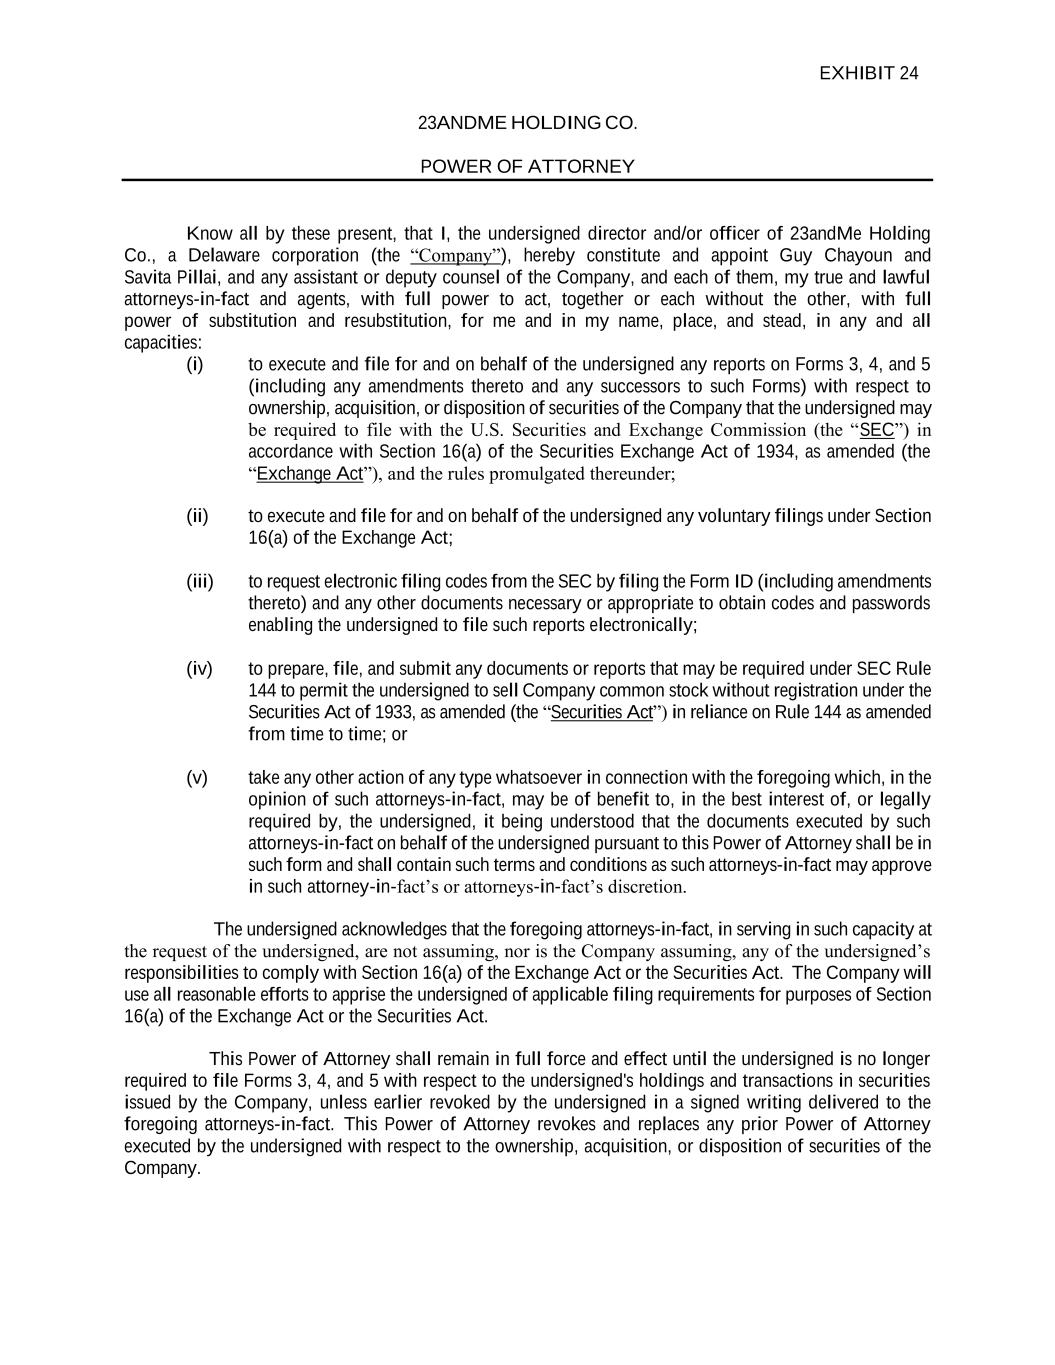 EXHIBIT 24
23ANDME HOLDING CO.
POWER OF ATTORNEY
Know all by these present, that I, the undersigned director and/or officer of 23andMe Holding
Co., a Delaware corporation (the “Company”), hereby constitute and appoint Guy Chayoun and
Savita Pillai, and any assistant or deputy counsel of the Company, and each of them, my true and lawful
attorneys-in-fact and agents, with full power to act, together or each without the other, with full
power of substitution and resubstitution, for me and in my name, place, and stead, in any and all
capacities:
(i) to execute and file for and on behalf of the undersigned any reports on Forms 3, 4, and 5
(including any amendments thereto and any successors to such Forms) with respect to
ownership, acquisition, or disposition of securities of the Company that the undersigned may
be required to file with the U.S. Securities and Exchange Commission (the “SEC”) in
accordance with Section 16(a) of the Securities Exchange Act of 1934, as amended (the
“Exchange Act”), and the rules promulgated thereunder;
(ii) to execute and file for and on behalf of the undersigned any voluntary filings under Section
16(a) of the Exchange Act;
(iii) to request electronic filing codes from the SEC by filing the Form ID (including amendments
thereto) and any other documents necessary or appropriate to obtain codes and passwords
enabling the undersigned to file such reports electronically;
(iv) to prepare, file, and submit any documents or reports that may be required under SEC Rule
144 to permit the undersigned to sell Company common stock without registration under the
Securities Act of 1933, as amended (the “Securities Act”) in reliance on Rule 144 as amended
from time to time; or
(v) take any other action of any type whatsoever in connection with the foregoing which, in the
opinion of such attorneys-in-fact, may be of benefit to, in the best interest of, or legally
required by, the undersigned, it being understood that the documents executed by such
attorneys-in-fact on behalf of the undersigned pursuant to this Power of Attorney shall be in
such form and shall contain such terms and conditions as such attorneys-in-fact may approve
in such attorney-in-fact’s or attorneys-in-fact’s discretion.
The undersigned acknowledges that the foregoing attorneys-in-fact, in serving in such capacity at
the request of the undersigned, are not assuming, nor is the Company assuming, any of the undersigned’s
responsibilities to comply with Section 16(a) of the Exchange Act or the Securities Act. The Company will
use all reasonable efforts to apprise the undersigned of applicable filing requirements for purposes of Section
16(a) of the Exchange Act or the Securities Act.
This Power of Attorney shall remain in full force and effect until the undersigned is no longer
required to file Forms 3, 4, and 5 with respect to the undersigned's holdings and transactions in securities
issued by the Company, unless earlier revoked by the undersigned in a signed writing delivered to the
foregoing attorneys-in-fact. This Power of Attorney revokes and replaces any prior Power of Attorney
executed by the undersigned with respect to the ownership, acquisition, or disposition of securities of the
Company.